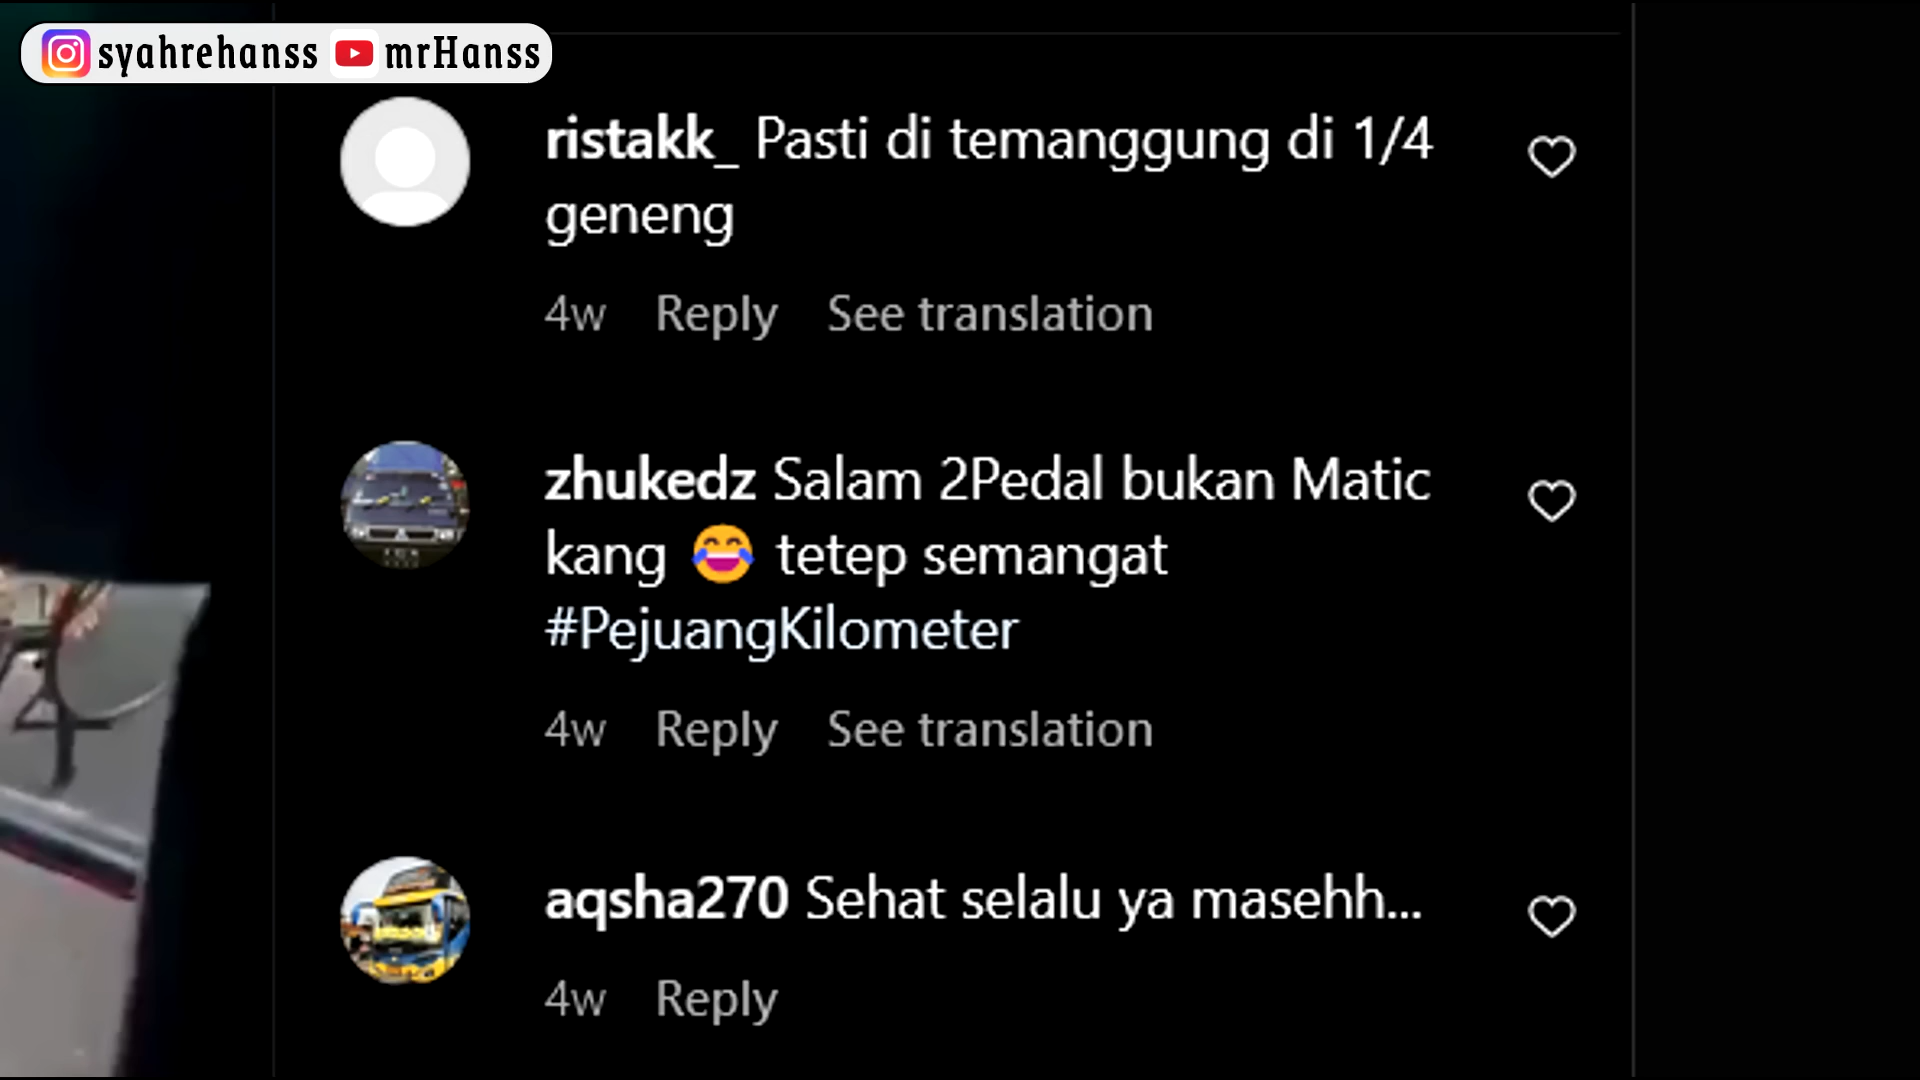 syahrehanss mrHanss
ristakk_ Pasti di temanggung di 1/4
geneng
4w Reply See translation
zhukedz Salam 2Pedal bukan Matic
kang 😂 tetep semangat
#PejuangKilometer
4w Reply See translation
aqsha270 Sehat selalu ya masehh...
4w Reply